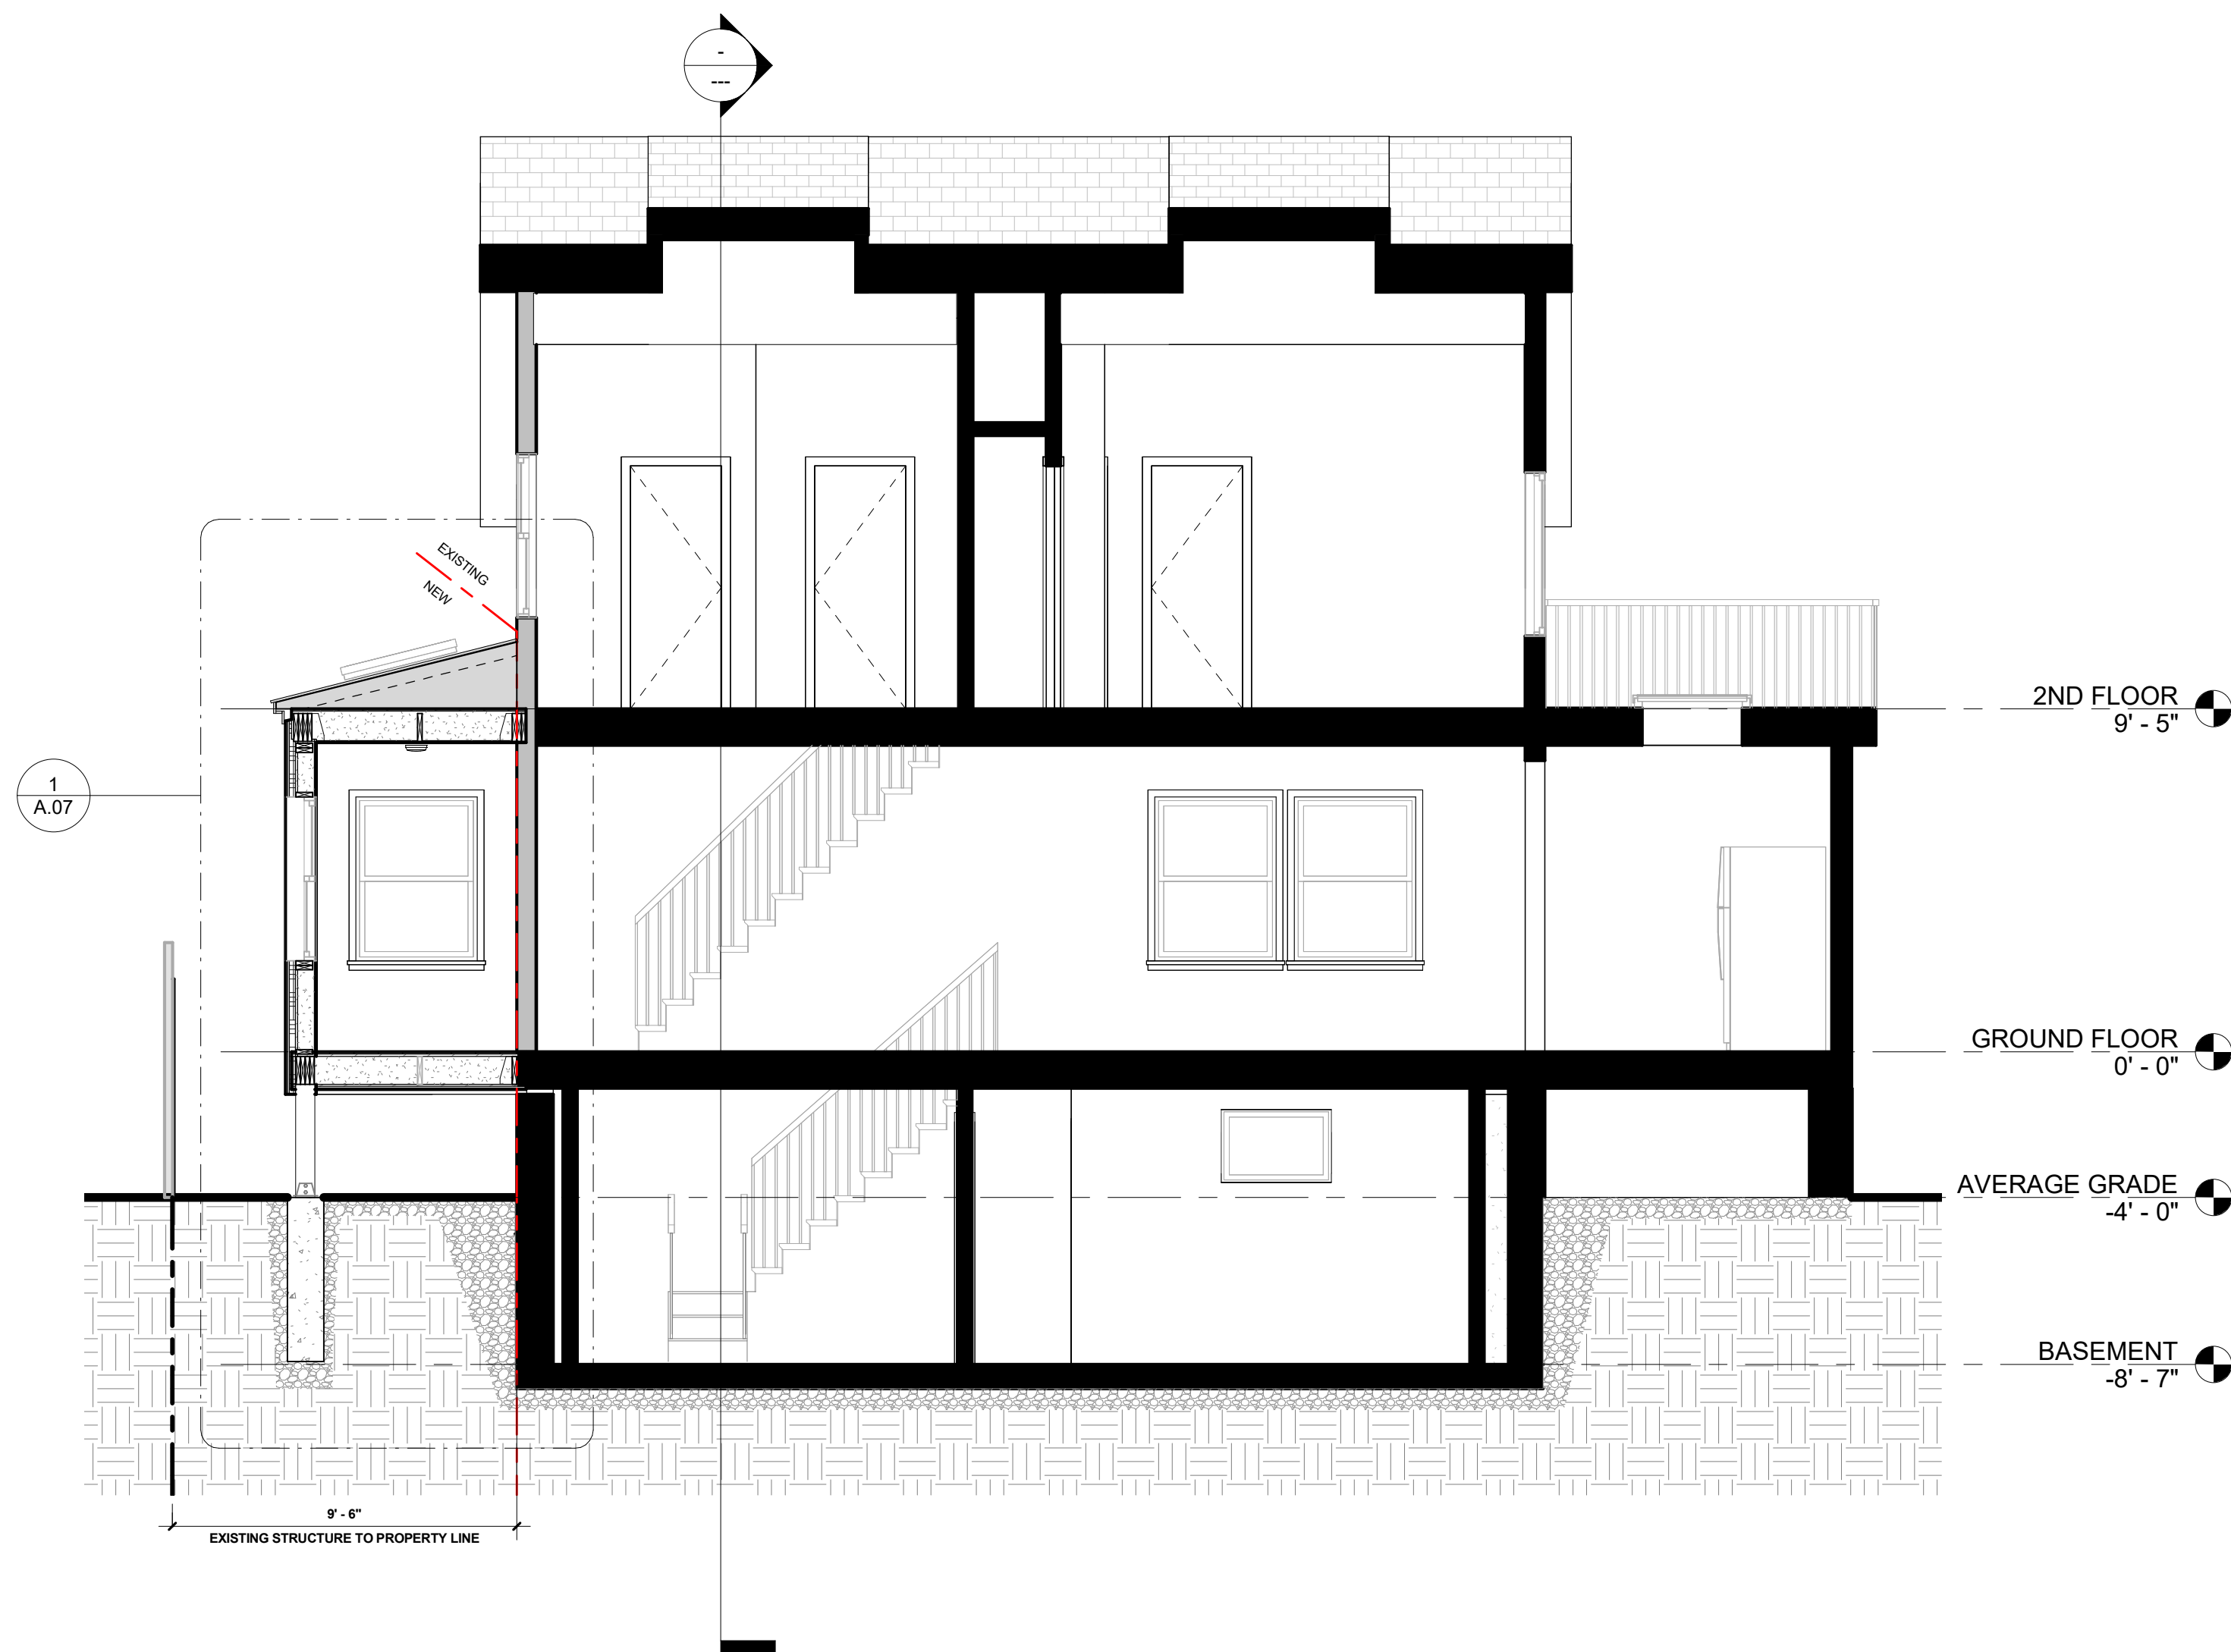 -
---
EXISTING
NEW
2ND FLOOR
9' - 5"
1
A.07
GROUND FLOOR
0' - 0"
AVERAGE GRADE
-4' - 0"
BASEMENT
-8' - 7"
9' - 6"
EXISTING STRUCTURE TO PROPERTY LINE